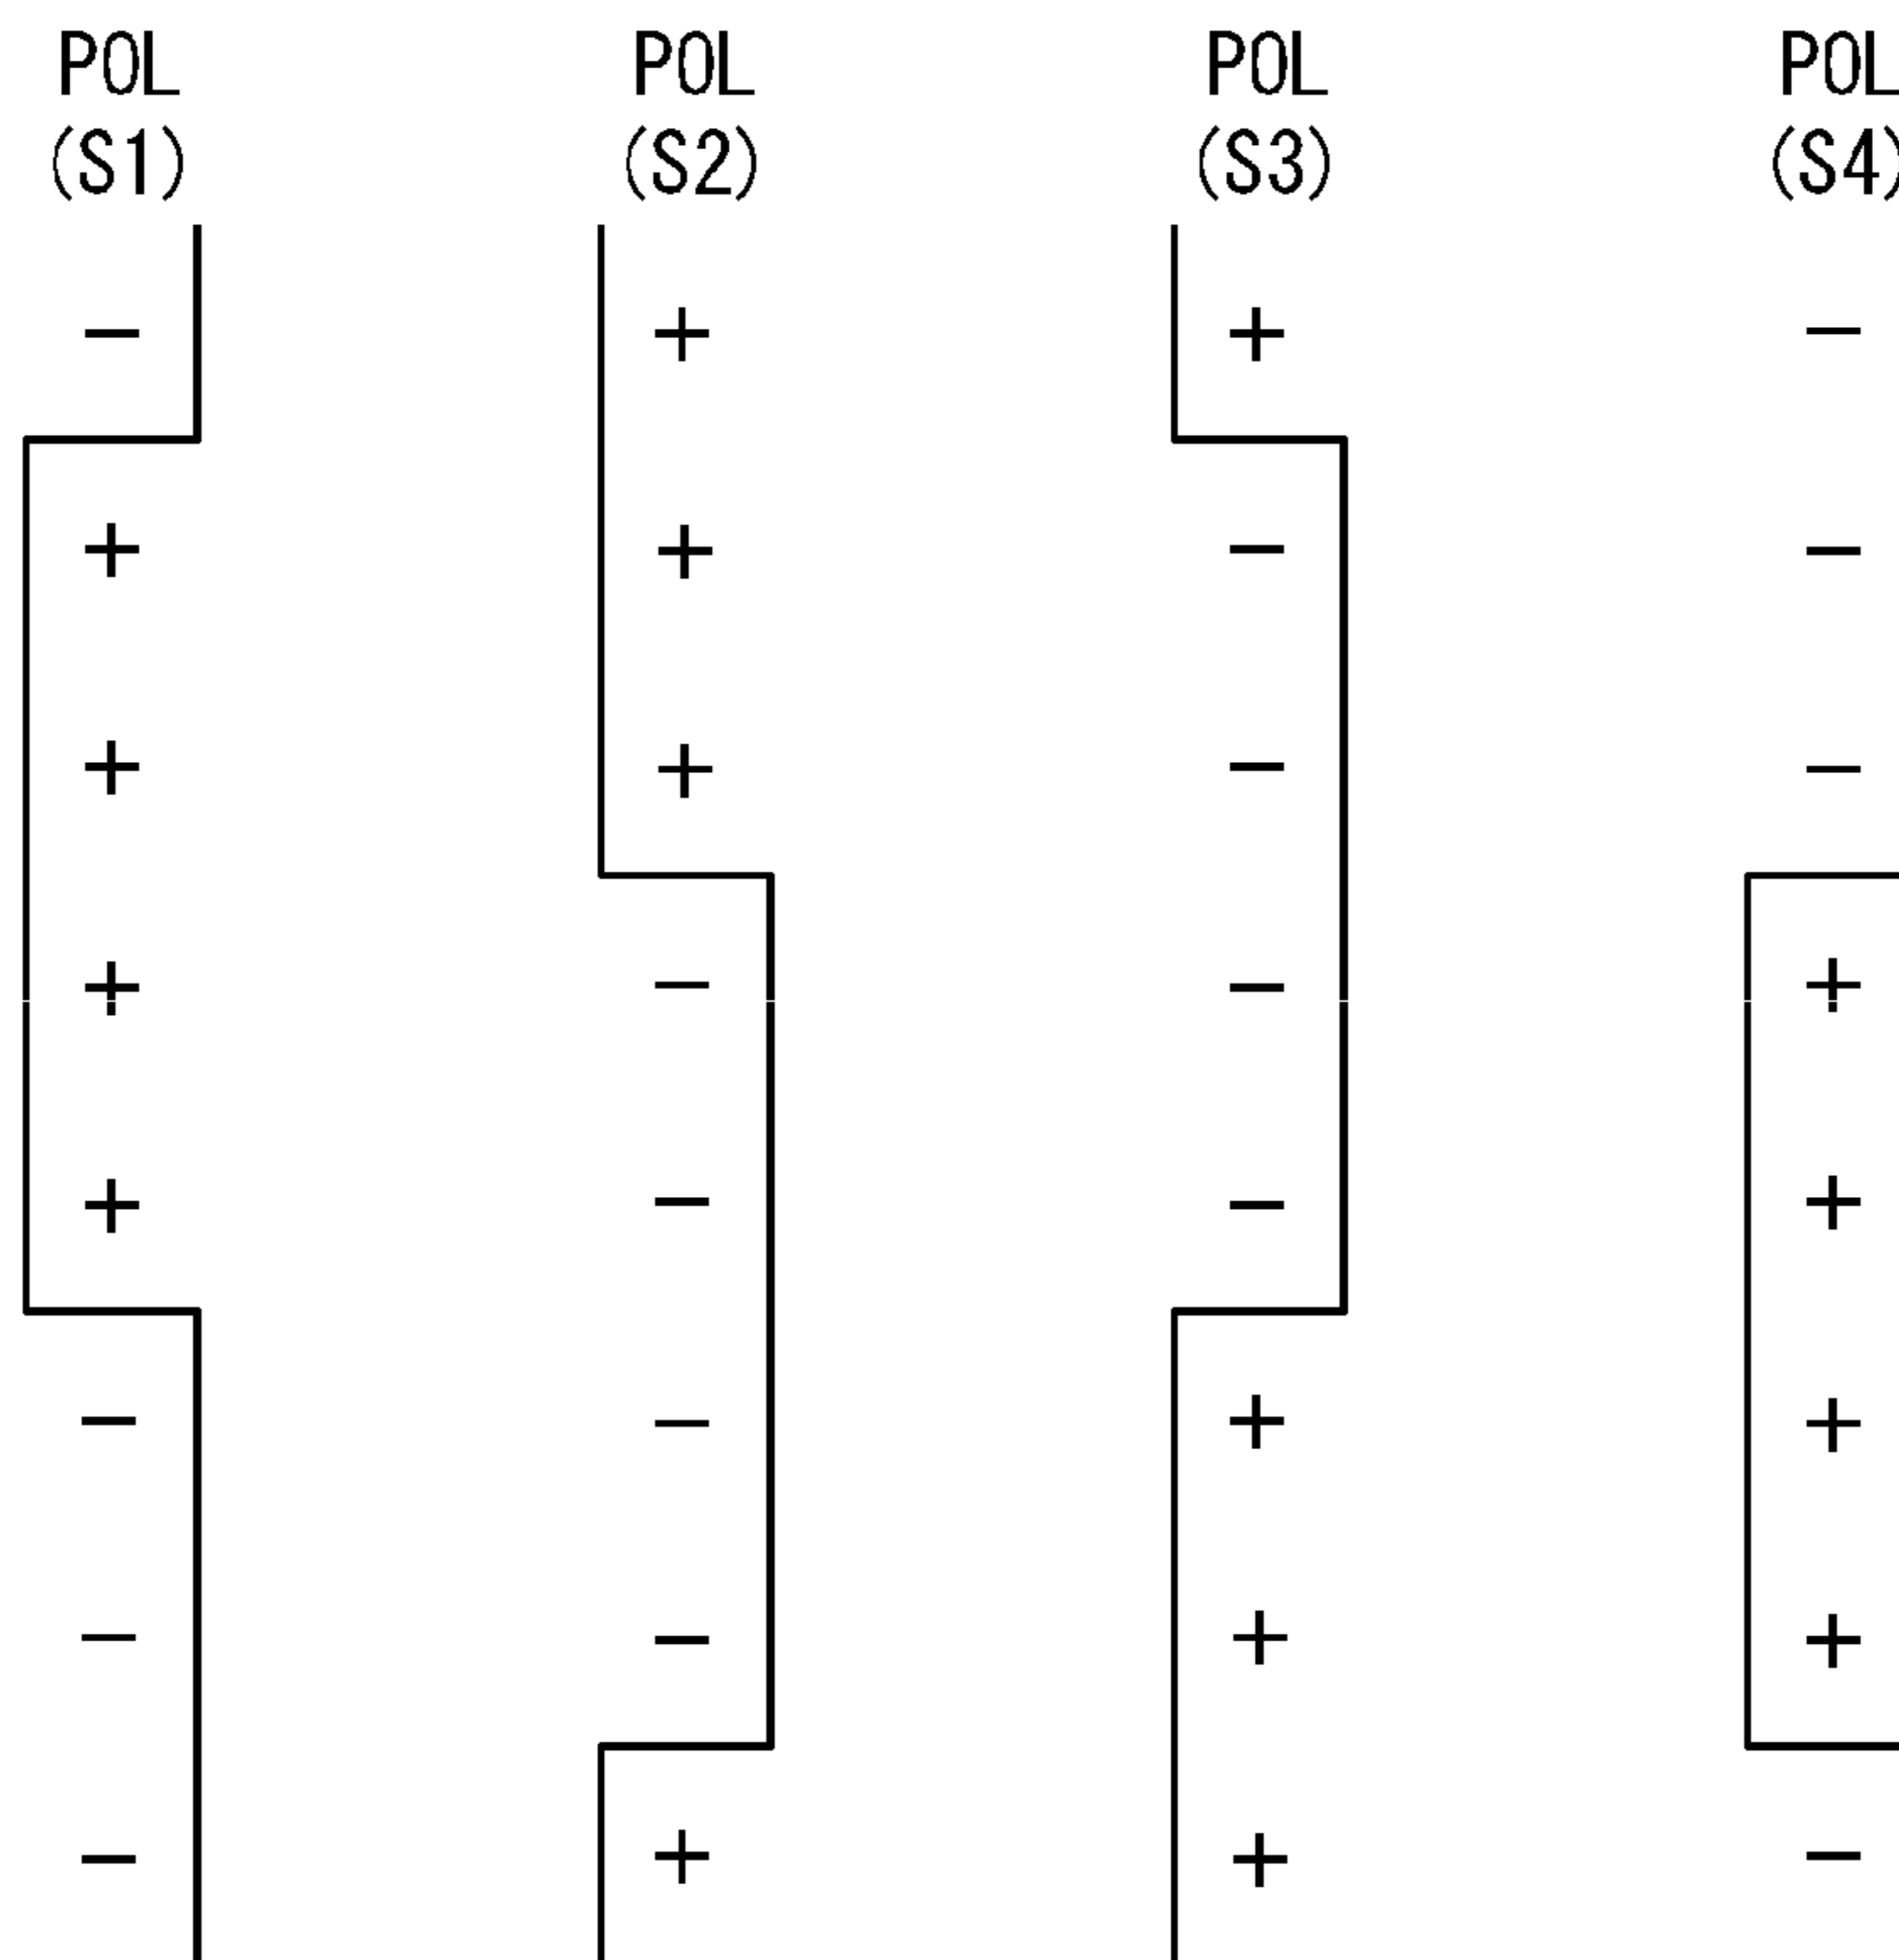 POL POL POL POL
(S1) (S2) (S3) (S4)
− + + −
+ + − −
+ + − −
+ − − +
+ − − +
− − + +
− − + +
− + + −